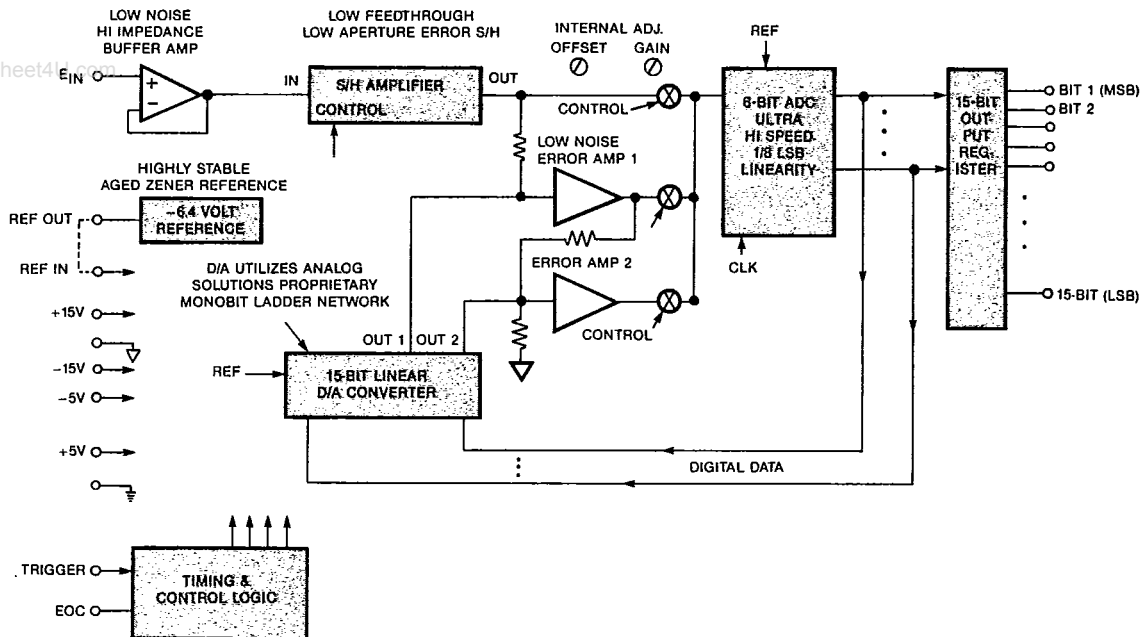 LOW NOISE
HI IMPEDANCE
BUFFER AMP
LOW FEEDTHROUGH
LOW APERTURE ERROR S/H
INTERNAL ADJ.
OFFSET GAIN
REF
heet4U.com
EIN
+
−
IN
S/H AMPLIFIER
CONTROL
OUT
CONTROL
6-BIT ADC
ULTRA
HI SPEED
1/8 LSB
LINEARITY
CLK
15-BIT
OUT-
PUT
REG-
ISTER
BIT 1 (MSB)
BIT 2
15-BIT (LSB)
LOW NOISE
ERROR AMP 1
ERROR AMP 2
CONTROL
HIGHLY STABLE
AGED ZENER REFERENCE
REF OUT
−6.4 VOLT
REFERENCE
REF IN
+15V
−15V
−5V
+5V
D/A UTILIZES ANALOG
SOLUTIONS PROPRIETARY
MONOBIT LADDER NETWORK
OUT 1 OUT 2
REF
15-BIT LINEAR
D/A CONVERTER
DIGITAL DATA
TRIGGER
EOC
TIMING &
CONTROL LOGIC